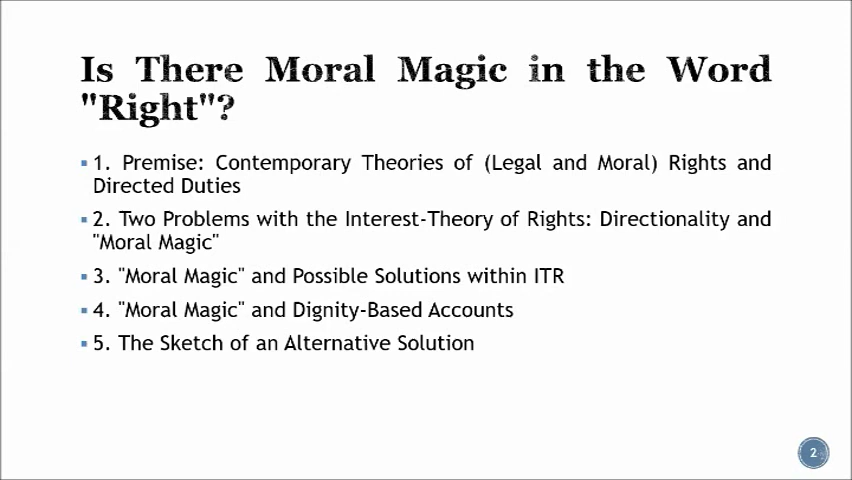 Is There Moral Magic in the Word
"Right"?
1. Premise: Contemporary Theories of (Legal and Moral) Rights and
Directed Duties
2. Two Problems with the Interest-Theory of Rights: Directionality and
"Moral Magic"
3. "Moral Magic" and Possible Solutions within ITR
4. "Moral Magic" and Dignity-Based Accounts
5. The Sketch of an Alternative Solution
2